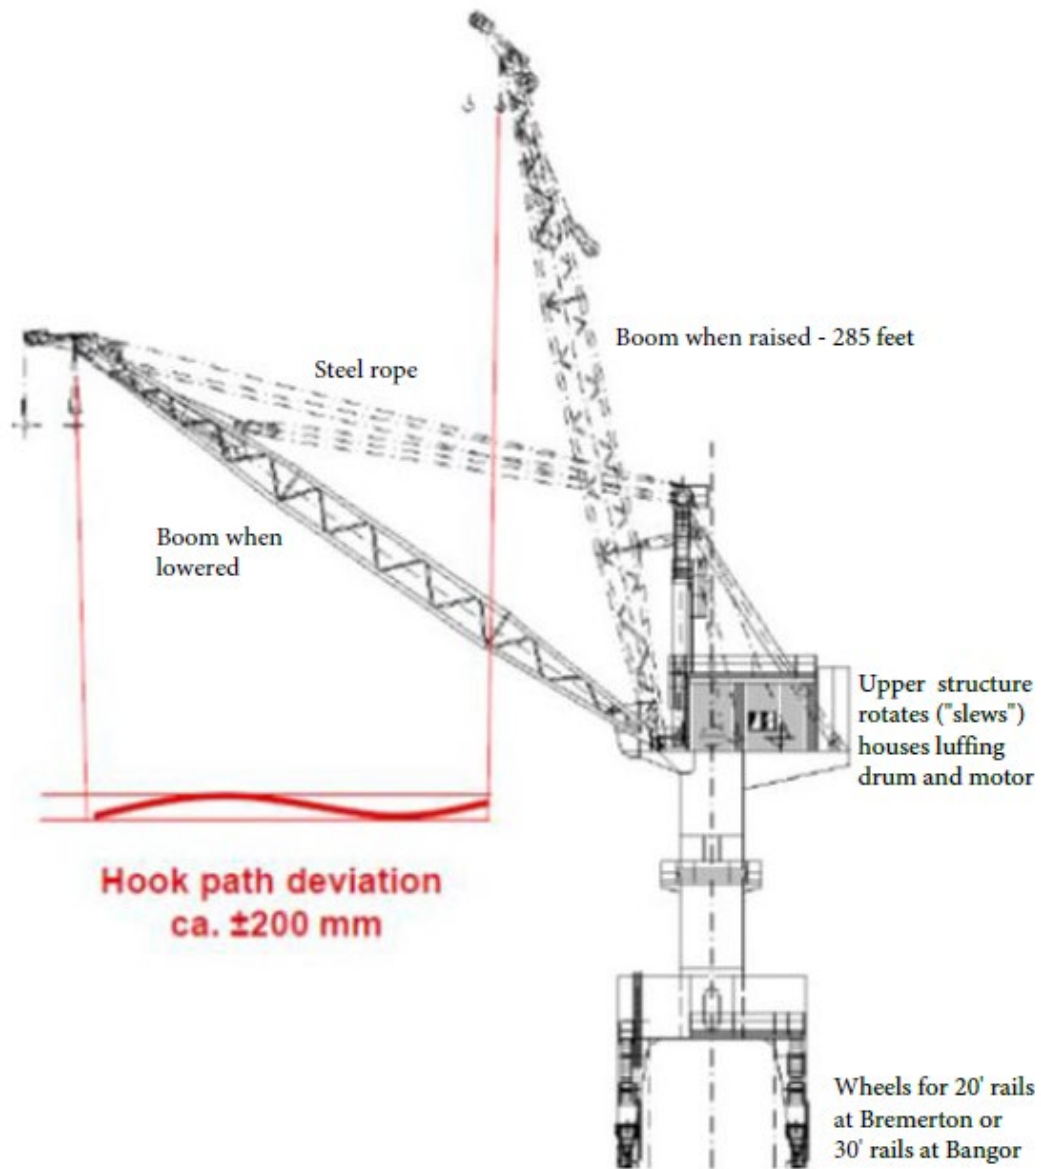 Boom when raised - 285 feet
Steel rope
Boom when
lowered
Upper structure
rotates ("slews")
houses luffing
drum and motor
Hook path deviation
ca. ±200 mm
Wheels for 20' rails
at Bremerton or
30' rails at Bangor